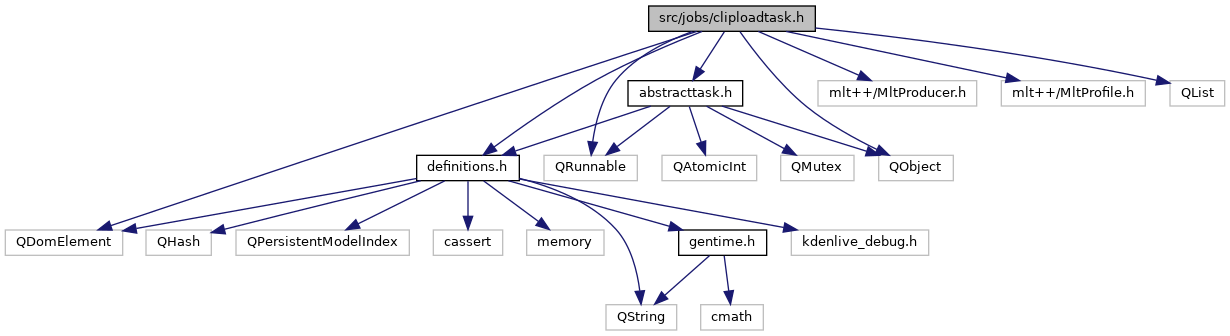 src/jobs/cliploadtask.h
abstracttask.h
mlt++/MltProducer.h
mlt++/MltProfile.h
QList
definitions.h
QRunnable
QAtomicInt
QMutex
QObject
QDomElement
QHash
QPersistentModelIndex
cassert
memory
gentime.h
kdenlive_debug.h
QString
cmath